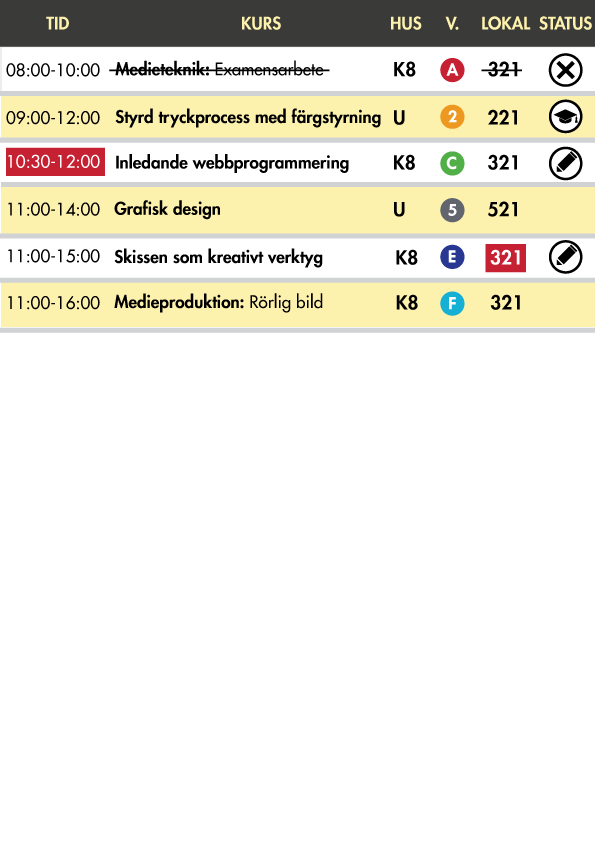 TID KURS HUS V. LOKAL STATUS
08:00-10:00 Medieteknik: Examensarbete K8 A 321
09:00-12:00 Styrd tryckprocess med färgstyrning U 2 221
10:30-12:00 Inledande webbprogrammering K8 C 321
11:00-14:00 Grafisk design U 5 521
11:00-15:00 Skissen som kreativt verktyg K8 E 321
11:00-16:00 Medieproduktion: Rörlig bild K8 F 321